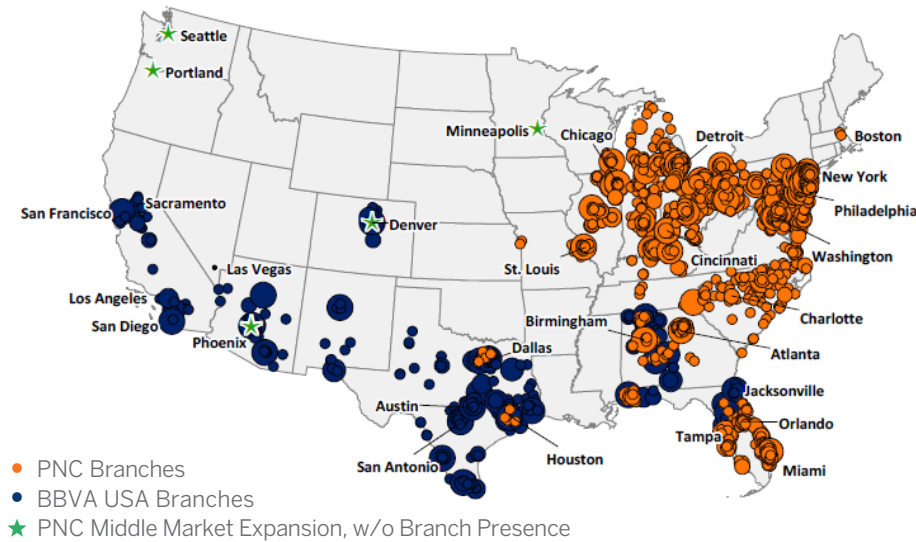 Seattle
Portland
Minneapolis
Chicago
Detroit
Boston
New York
Philadelphia
Sacramento
San Francisco
Denver
Washington
St. Louis
Cincinnati
Las Vegas
Los Angeles
San Diego
Phoenix
Birmingham
Charlotte
Dallas
Atlanta
Jacksonville
Austin
Orlando
Tampa
San Antonio
Houston
Miami
PNC Branches
BBVA USA Branches
PNC Middle Market Expansion, w/o Branch Presence